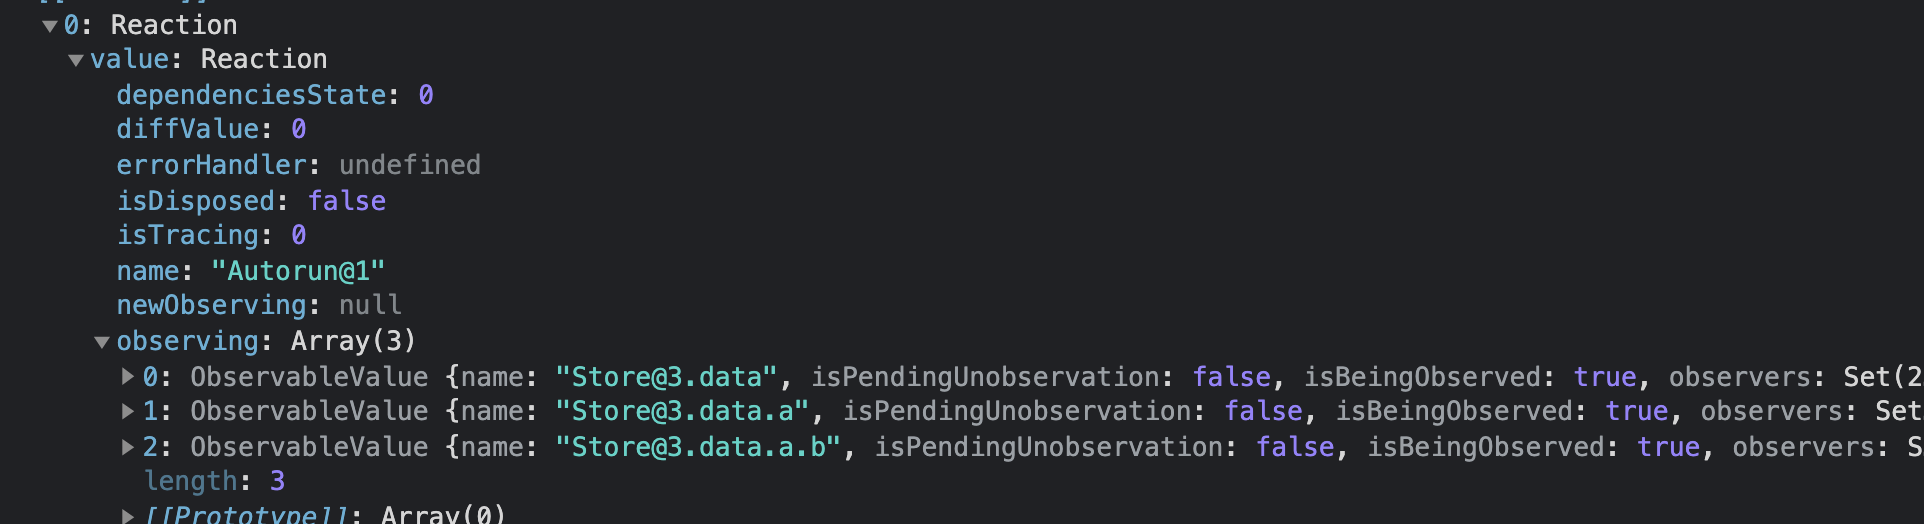 0: Reaction
value: Reaction
dependenciesState: 0
diffValue: 0
errorHandler: undefined
isDisposed: false
isTracing: 0
name: "Autorun@1"
newObserving: null
observing: Array(3)
0: ObservableValue {name: "Store@3.data", isPendingUnobservation: false, isBeingObserved: true, observers: Set(2
1: ObservableValue {name: "Store@3.data.a", isPendingUnobservation: false, isBeingObserved: true, observers: Set
2: ObservableValue {name: "Store@3.data.a.b", isPendingUnobservation: false, isBeingObserved: true, observers: S
length: 3
[[Prototype]]: Array(0)